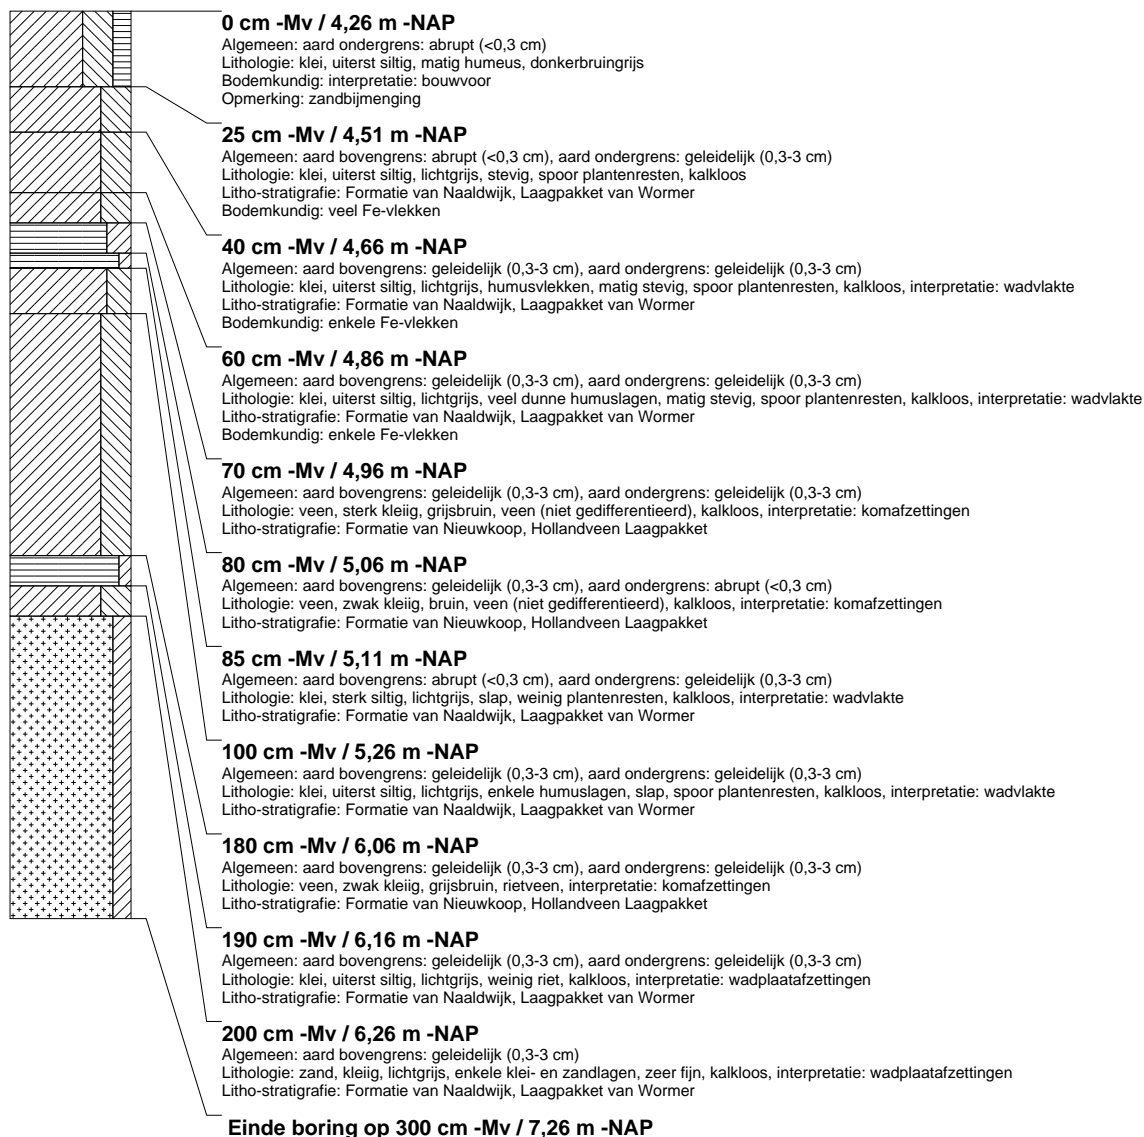 0 cm -Mv / 4,26 m -NAP
Algemeen: aard ondergrens: abrupt (<0,3 cm)
Lithologie: klei, uiterst siltig, matig humeus, donkerbruingrijs
Bodemkundig: interpretatie: bouwvoor
Opmerking: zandbijmenging
25 cm -Mv / 4,51 m -NAP
Algemeen: aard bovengrens: abrupt (<0,3 cm), aard ondergrens: geleidelijk (0,3-3 cm)
Lithologie: klei, uiterst siltig, lichtgrijs, stevig, spoor plantenresten, kalkloos
Litho-stratigrafie: Formatie van Naaldwijk, Laagpakket van Wormer
Bodemkundig: veel Fe-vlekken
40 cm -Mv / 4,66 m -NAP
Algemeen: aard bovengrens: geleidelijk (0,3-3 cm), aard ondergrens: geleidelijk (0,3-3 cm)
Lithologie: klei, uiterst siltig, lichtgrijs, humusvlekken, matig stevig, spoor plantenresten, kalkloos, interpretatie: wadvlakte
Litho-stratigrafie: Formatie van Naaldwijk, Laagpakket van Wormer
Bodemkundig: enkele Fe-vlekken
60 cm -Mv / 4,86 m -NAP
Algemeen: aard bovengrens: geleidelijk (0,3-3 cm), aard ondergrens: geleidelijk (0,3-3 cm)
Lithologie: klei, uiterst siltig, lichtgrijs, veel dunne humuslagen, matig stevig, spoor plantenresten, kalkloos, interpretatie: wadvlakte
Litho-stratigrafie: Formatie van Naaldwijk, Laagpakket van Wormer
Bodemkundig: enkele Fe-vlekken
70 cm -Mv / 4,96 m -NAP
Algemeen: aard bovengrens: geleidelijk (0,3-3 cm), aard ondergrens: geleidelijk (0,3-3 cm)
Lithologie: veen, sterk kleiig, grijsbruin, veen (niet gedifferentieerd), kalkloos, interpretatie: komafzettingen
Litho-stratigrafie: Formatie van Nieuwkoop, Hollandveen Laagpakket
80 cm -Mv / 5,06 m -NAP
Algemeen: aard bovengrens: geleidelijk (0,3-3 cm), aard ondergrens: abrupt (<0,3 cm)
Lithologie: veen, zwak kleiig, bruin, veen (niet gedifferentieerd), kalkloos, interpretatie: komafzettingen
Litho-stratigrafie: Formatie van Nieuwkoop, Hollandveen Laagpakket
85 cm -Mv / 5,11 m -NAP
Algemeen: aard bovengrens: abrupt (<0,3 cm), aard ondergrens: geleidelijk (0,3-3 cm)
Lithologie: klei, sterk siltig, lichtgrijs, slap, weinig plantenresten, kalkloos, interpretatie: wadvlakte
Litho-stratigrafie: Formatie van Naaldwijk, Laagpakket van Wormer
100 cm -Mv / 5,26 m -NAP
Algemeen: aard bovengrens: geleidelijk (0,3-3 cm), aard ondergrens: geleidelijk (0,3-3 cm)
Lithologie: klei, uiterst siltig, lichtgrijs, enkele humuslagen, slap, spoor plantenresten, kalkloos, interpretatie: wadvlakte
Litho-stratigrafie: Formatie van Naaldwijk, Laagpakket van Wormer
180 cm -Mv / 6,06 m -NAP
Algemeen: aard bovengrens: geleidelijk (0,3-3 cm), aard ondergrens: geleidelijk (0,3-3 cm)
Lithologie: veen, zwak kleiig, grijsbruin, rietveen, interpretatie: komafzettingen
Litho-stratigrafie: Formatie van Nieuwkoop, Hollandveen Laagpakket
190 cm -Mv / 6,16 m -NAP
Algemeen: aard bovengrens: geleidelijk (0,3-3 cm), aard ondergrens: geleidelijk (0,3-3 cm)
Lithologie: klei, uiterst siltig, lichtgrijs, weinig riet, kalkloos, interpretatie: wadplaatafzettingen
Litho-stratigrafie: Formatie van Naaldwijk, Laagpakket van Wormer
200 cm -Mv / 6,26 m -NAP
Algemeen: aard bovengrens: geleidelijk (0,3-3 cm)
Lithologie: zand, kleiig, lichtgrijs, enkele klei- en zandlagen, zeer fijn, kalkloos, interpretatie: wadplaatafzettingen
Litho-stratigrafie: Formatie van Naaldwijk, Laagpakket van Wormer
Einde boring op 300 cm -Mv / 7,26 m -NAP